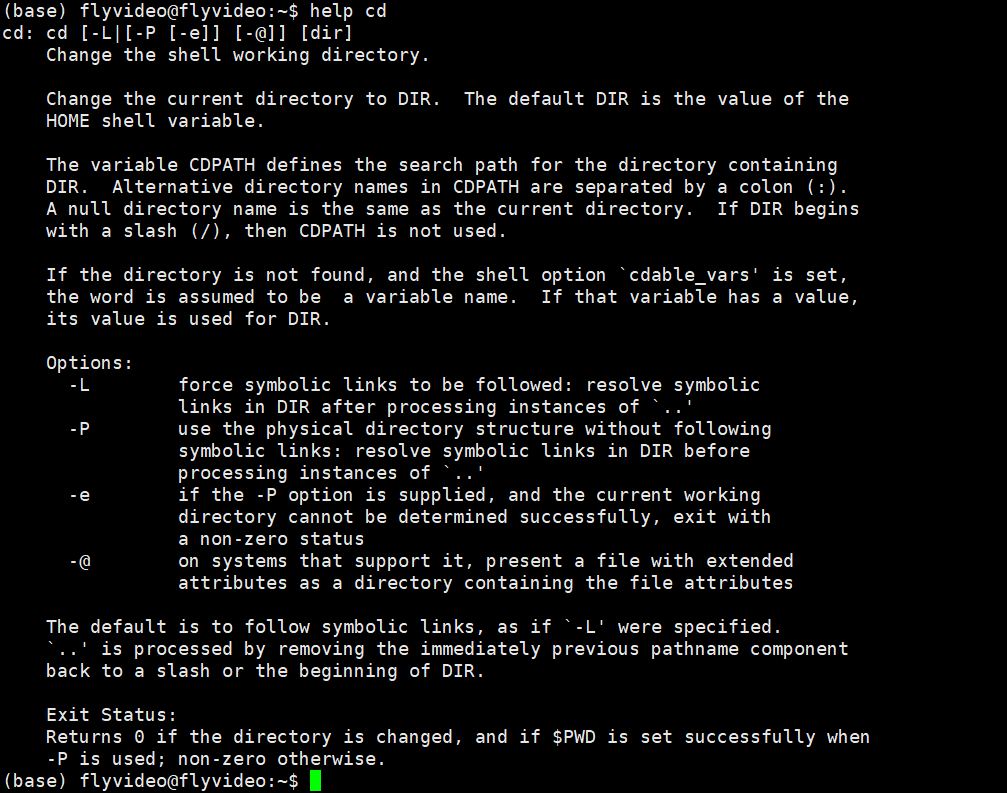 (base) flyvideo@flyvideo:~$ help cd
cd: cd [-L|[-P [-e]] [-@]] [dir]
    Change the shell working directory.

    Change the current directory to DIR.  The default DIR is the value of the
    HOME shell variable.

    The variable CDPATH defines the search path for the directory containing
    DIR.  Alternative directory names in CDPATH are separated by a colon (:).
    A null directory name is the same as the current directory.  If DIR begins
    with a slash (/), then CDPATH is not used.

    If the directory is not found, and the shell option `cdable_vars' is set,
    the word is assumed to be  a variable name.  If that variable has a value,
    its value is used for DIR.

    Options:
      -L        force symbolic links to be followed: resolve symbolic
                links in DIR after processing instances of `..'
      -P        use the physical directory structure without following
                symbolic links: resolve symbolic links in DIR before
                processing instances of `..'
      -e        if the -P option is supplied, and the current working
                directory cannot be determined successfully, exit with
                a non-zero status
      -@        on systems that support it, present a file with extended
                attributes as a directory containing the file attributes

    The default is to follow symbolic links, as if `-L' were specified.
    `..' is processed by removing the immediately previous pathname component
    back to a slash or the beginning of DIR.

    Exit Status:
    Returns 0 if the directory is changed, and if $PWD is set successfully when
    -P is used; non-zero otherwise.
(base) flyvideo@flyvideo:~$